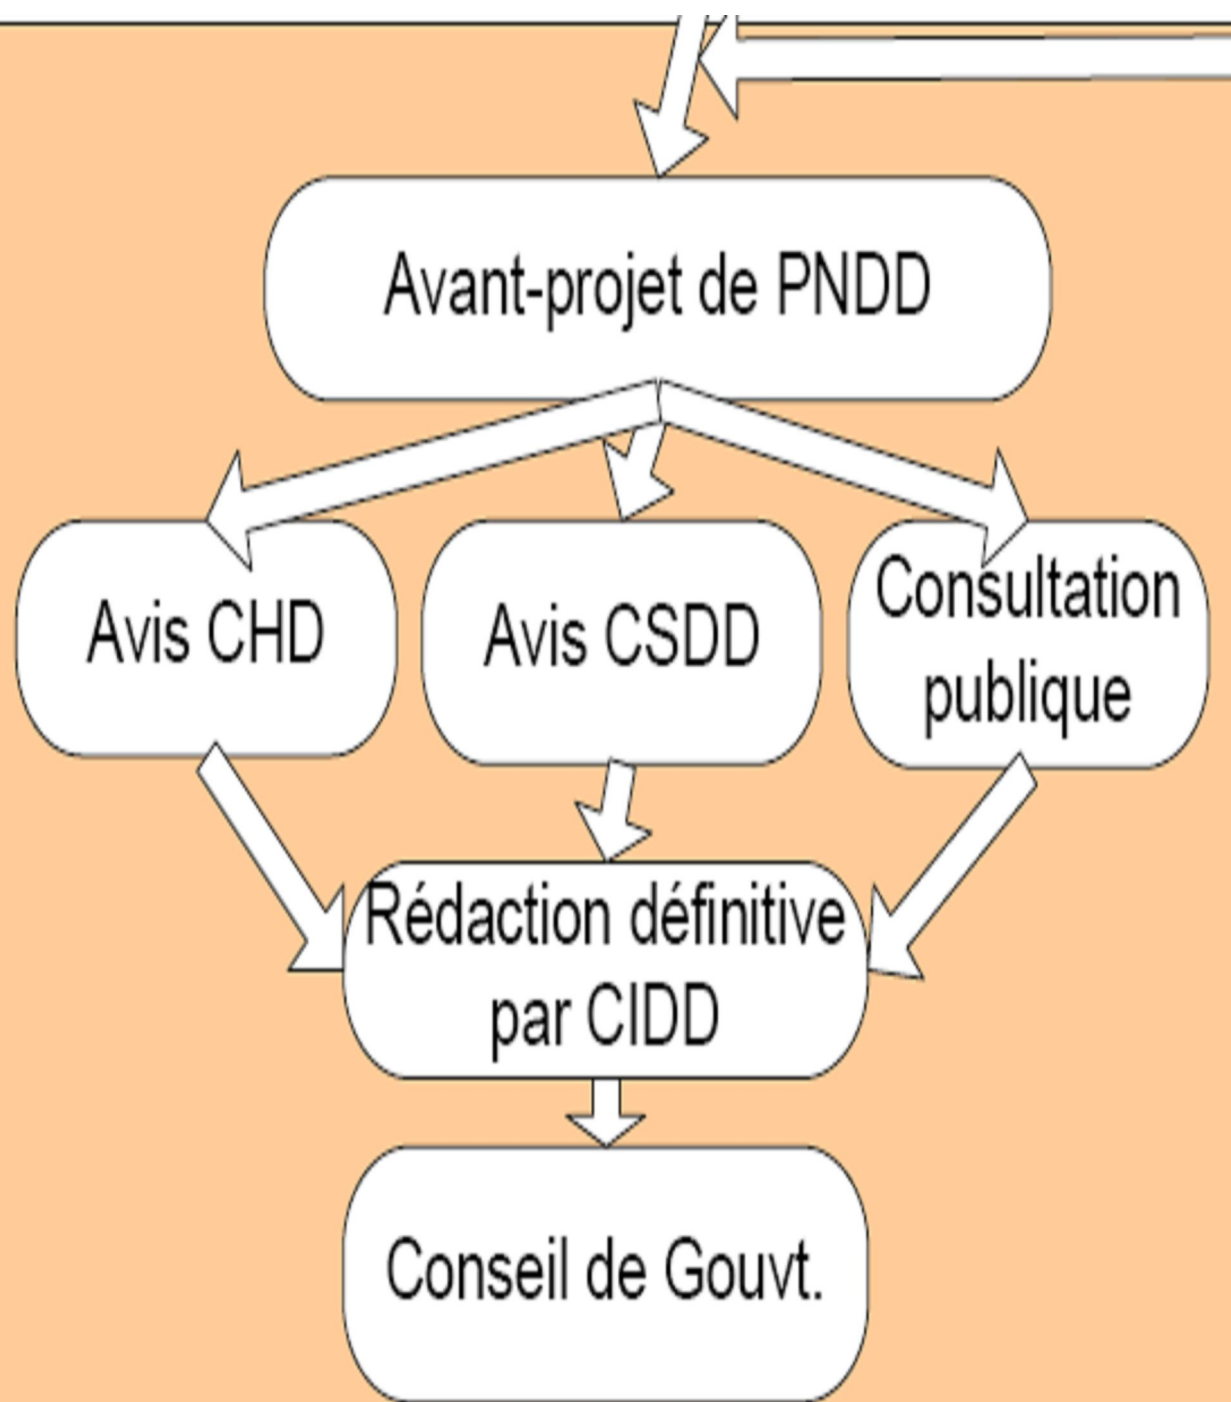 Avant-projet de PNDD
Avis CHD
Avis CSDD
Consultation
publique
Rédaction définitive
par CIDD
Conseil de Gouvt.